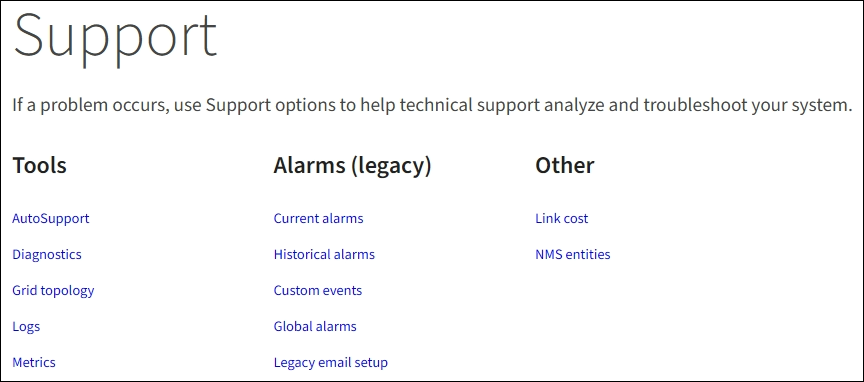 Support
If a problem occurs, use Support options to help technical support analyze and troubleshoot your system.
Tools
AutoSupport
Diagnostics
Grid topology
Logs
Metrics
Alarms (legacy)
Current alarms
Historical alarms
Custom events
Global alarms
Legacy email setup
Other
Link cost
NMS entities